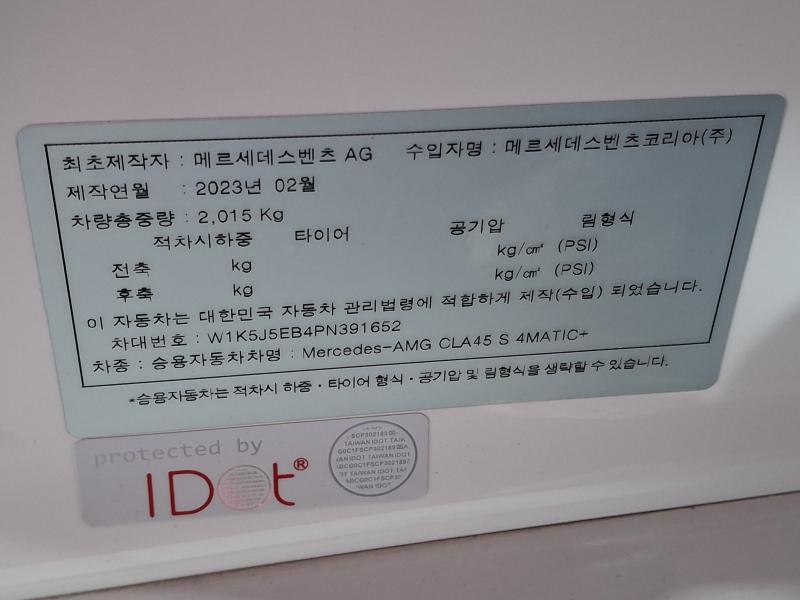 최초제작자 : 메르세데스벤츠 AG 수입자명 : 메르세데스벤츠코리아(주)
제작연월 : 2023년 02월
차량총중량 : 2,015 Kg
적차시하중 타이어 공기압 림형식
전축 kg kg/㎠ (PSI)
후축 kg kg/㎠ (PSI)
이 자동차는 대한민국 자동차 관리법령에 적합하게 제작(수입) 되었습니다.
차대번호 : W1K5J5EB4PN391652
차종 : 승용자동차차명 : Mercedes-AMG CLA45 S 4MATIC+
*승용자동차는 적차시 하중·타이어 형식·공기압 및 림형식을 생략할 수 있습니다.
protected by
IDOt®
TAIWAN IDOT TAIW